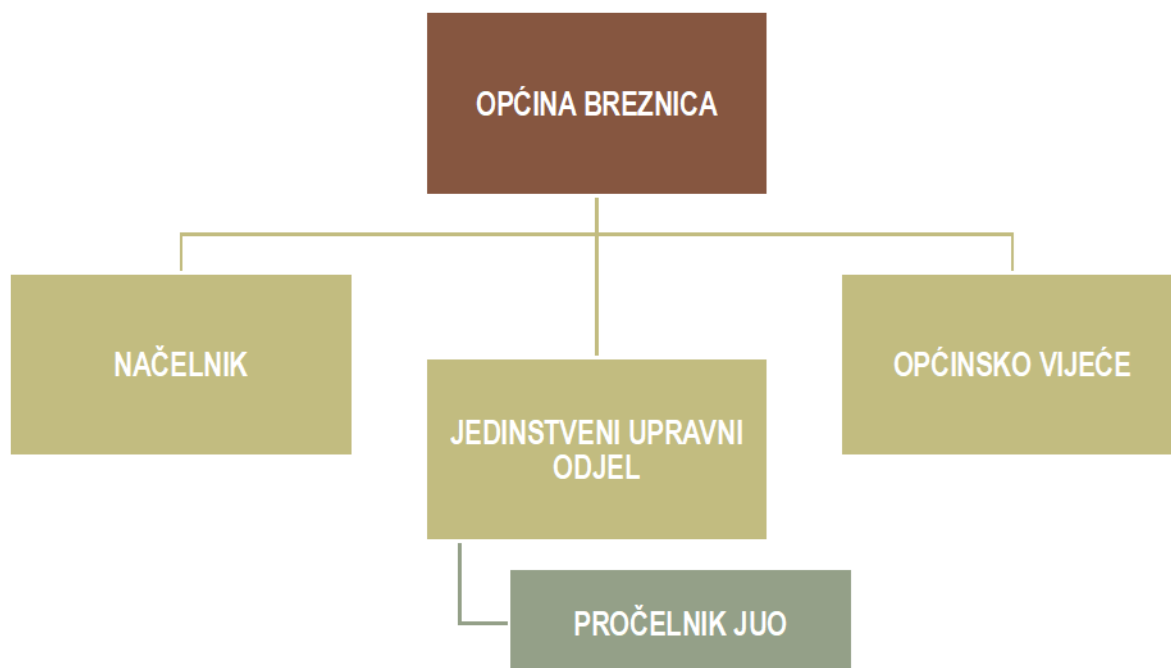 OPĆINA BREZNICA
NAČELNIK
OPĆINSKO VIJEĆE
JEDINSTVENI UPRAVNI
ODJEL
PROČELNIK JUO